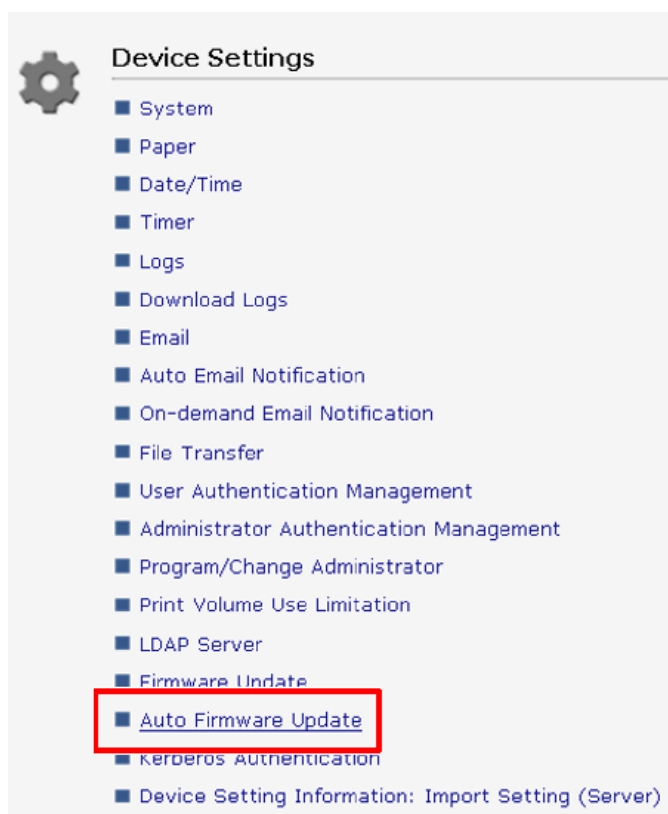 Device Settings
System
Paper
Date/Time
Timer
Logs
Download Logs
Email
Auto Email Notification
On-demand Email Notification
File Transfer
User Authentication Management
Administrator Authentication Management
Program/Change Administrator
Print Volume Use Limitation
LDAP Server
Firmware Update
Auto Firmware Update
Kerberos Authentication
Device Setting Information: Import Setting (Server)